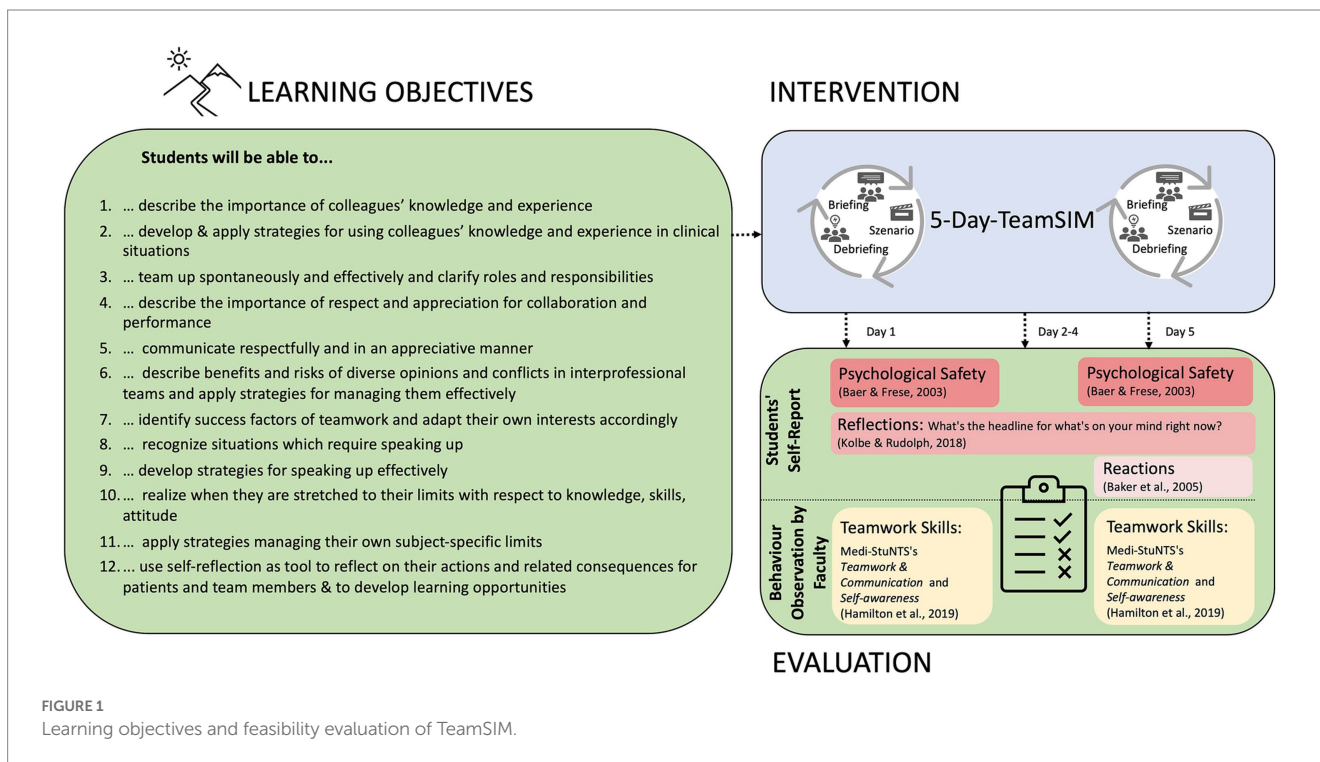 LEARNING OBJECTIVES
Students will be able to...
1. ... describe the importance of colleagues' knowledge and experience
2. ... develop & apply strategies for using colleagues' knowledge and experience in clinical
situations
3. ... team up spontaneously and effectively and clarify roles and responsibilities
4. ... describe the importance of respect and appreciation for collaboration and
performance
5. ... communicate respectfully and in an appreciative manner
6. ... describe benefits and risks of diverse opinions and conflicts in interprofessional
teams and apply strategies for managing them effectively
7. ... identify success factors of teamwork and adapt their own interests accordingly
8. ... recognize situations which require speaking up
9. ... develop strategies for speaking up effectively
10. ... realize when they are stretched to their limits with respect to knowledge, skills,
attitude
11. ... apply strategies managing their own subject-specific limits
12. ... use self-reflection as tool to reflect on their actions and related consequences for
patients and team members & to develop learning opportunities
INTERVENTION
Briefing
Szenario
Debriefing
5-Day-TeamSIM
Briefing
Szenario
Debriefing
Day 1
Day 2-4
Day 5
Students'
Self-Report
Psychological Safety
(Baer & Frese, 2003)
Psychological Safety
(Baer & Frese, 2003)
Reflections: What's the headline for what's on your mind right now?
(Kolbe & Rudolph, 2018)
Reactions
(Baker et al., 2005)
Behaviour
Observation by
Faculty
Teamwork Skills:
Medi-StuNTS's
Teamwork &
Communication and
Self-awareness
(Hamilton et al., 2019)
Teamwork Skills:
Medi-StuNTS's
Teamwork &
Communication and
Self-awareness
(Hamilton et al., 2019)
EVALUATION
FIGURE 1
Learning objectives and feasibility evaluation of TeamSIM.